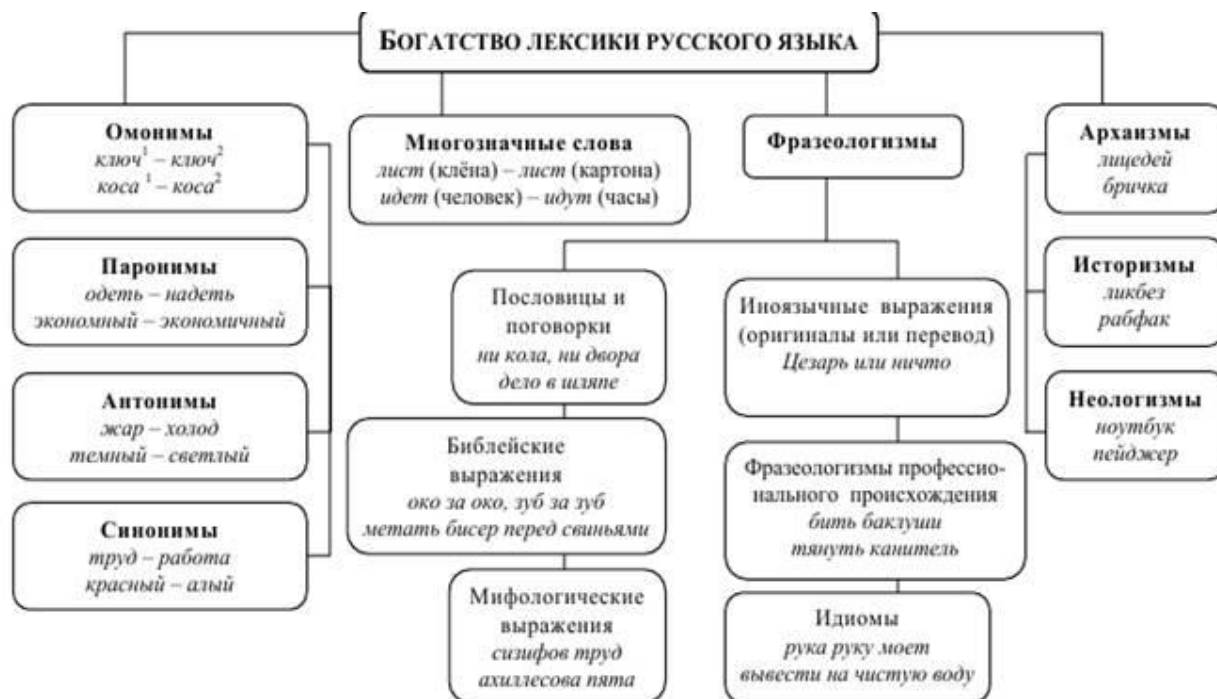 БОГАТСТВО ЛЕКСИКИ РУССКОГО ЯЗЫКА
Омонимы
ключ¹ – ключ²
коса ¹ – коса²
Паронимы
одеть – надеть
экономный – экономичный
Антонимы
жар – холод
темный – светлый
Синонимы
труд – работа
красный – алый
Многозначные слова
лист (клёна) – лист (картона)
идет (человек) – идут (часы)
Фразеологизмы
Пословицы и
поговорки
ни кола, ни двора
дело в шляпе
Библейские
выражения
око за око, зуб за зуб
метать бисер перед свиньями
Мифологические
выражения
сизифов труд
ахиллесова пята
Иноязычные выражения
(оригиналы или перевод)
Цезарь или ничто
Фразеологизмы профессио-
нального происхождения
бить баклуши
тянуть канитель
Идиомы
рука руку моет
вывести на чистую воду
Архаизмы
лицедей
бричка
Историзмы
ликбез
рабфак
Неологизмы
ноутбук
пейджер